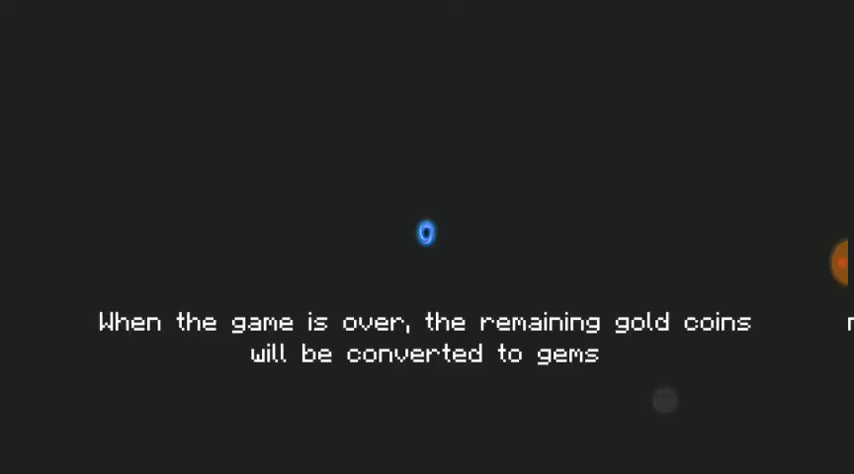 When the game is over, the remaining gold coins
will be converted to gems